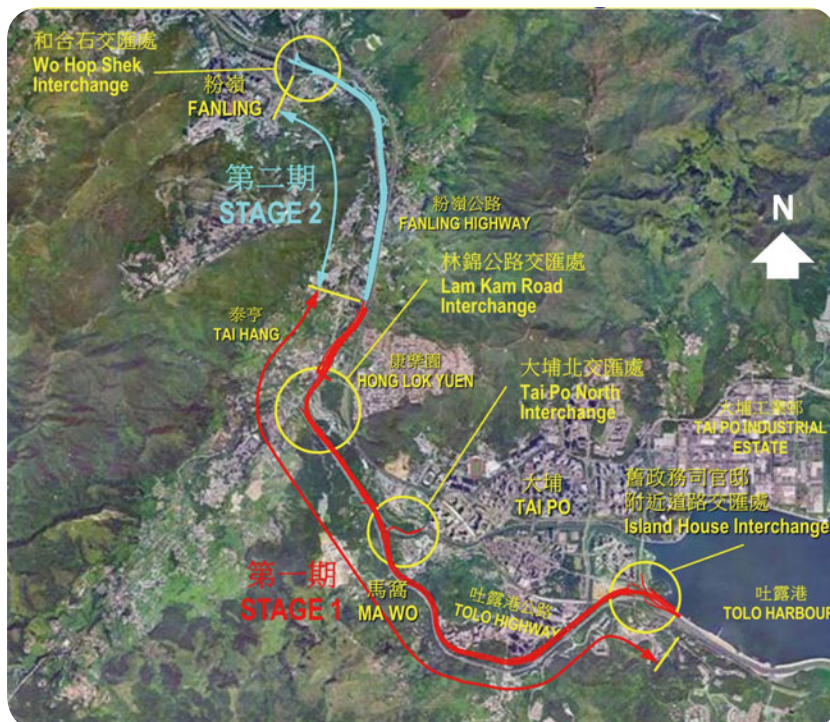 和合石交匯處
Wo Hop Shek
Interchange
粉嶺
FANLING
第二期
STAGE 2
粉嶺公路
FANLING HIGHWAY
N
林錦公路交匯處
Lam Kam Road
Interchange
泰亨
TAI HANG
康樂園
HONG LOK YUEN
大埔北交匯處
Tai Po North
Interchange
大埔工業邨
TAI PO INDUSTRIAL
ESTATE
大埔
TAI PO
舊政務司官邸
附近道路交匯處
Island House Interchange
第一期
STAGE 1
馬窩
MA WO
吐露港公路
TOLO HIGHWAY
吐露港
TOLO HARBOUR